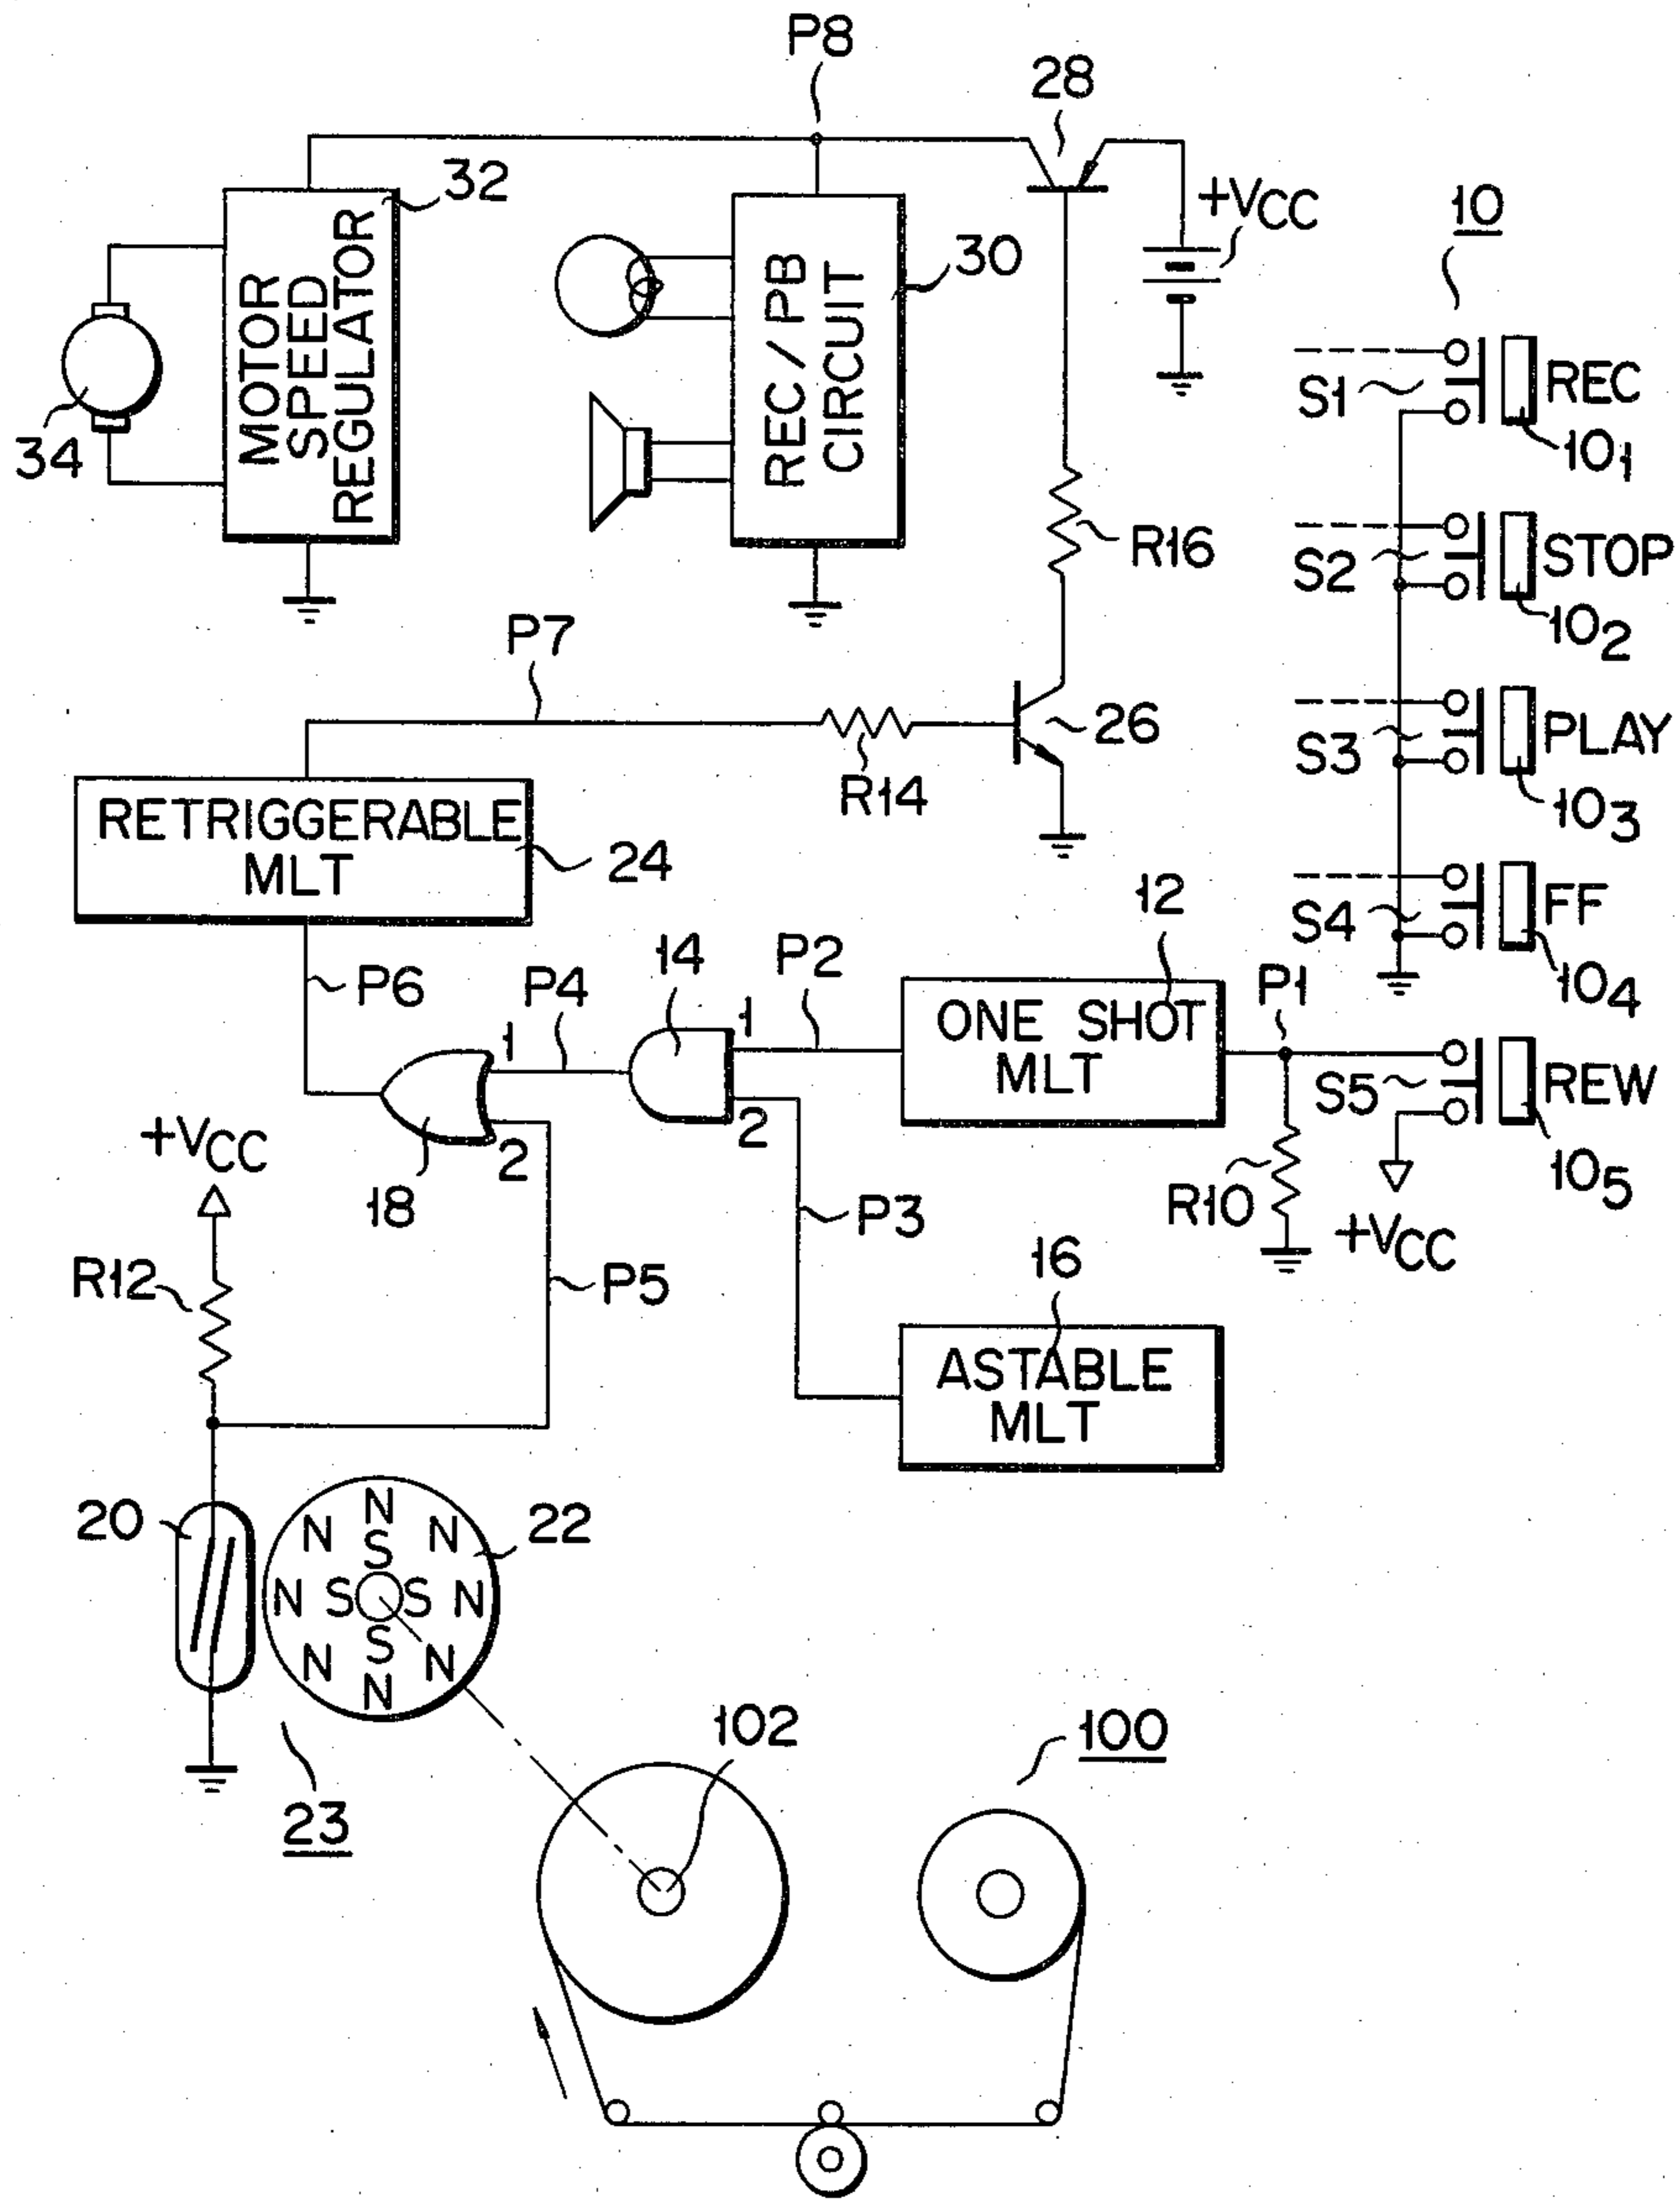 P8
28
32
+VCC
10
30
MOTOR
SPEED
REGULATOR
REC/PB
CIRCUIT
34
S1
REC
101
R16
S2
STOP
102
P7
26
R14
S3
PLAY
103
RETRIGGERABLE
MLT
24
12
S4
FF
104
P6
P4
14
P2
ONE SHOT
MLT
P1
1
1
S5
REW
105
2
2
18
+VCC
P3
R10
+VCC
R12
P5
16
ASTABLE
MLT
20
22
N
N N
S
N S S N
S
N N
N
23
102
100